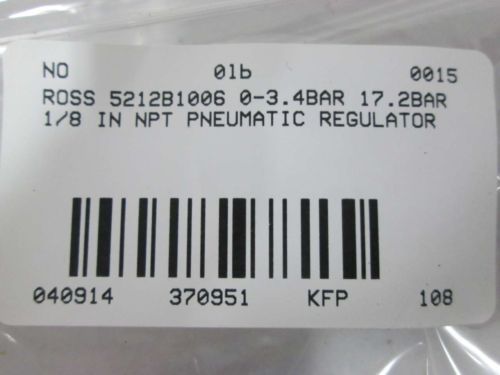 NO 01b 0015
ROSS 5212B1006 0-3.4BAR 17.2BAR
1/8 IN NPT PNEUMATIC REGULATOR
040914 370951 KFP 108